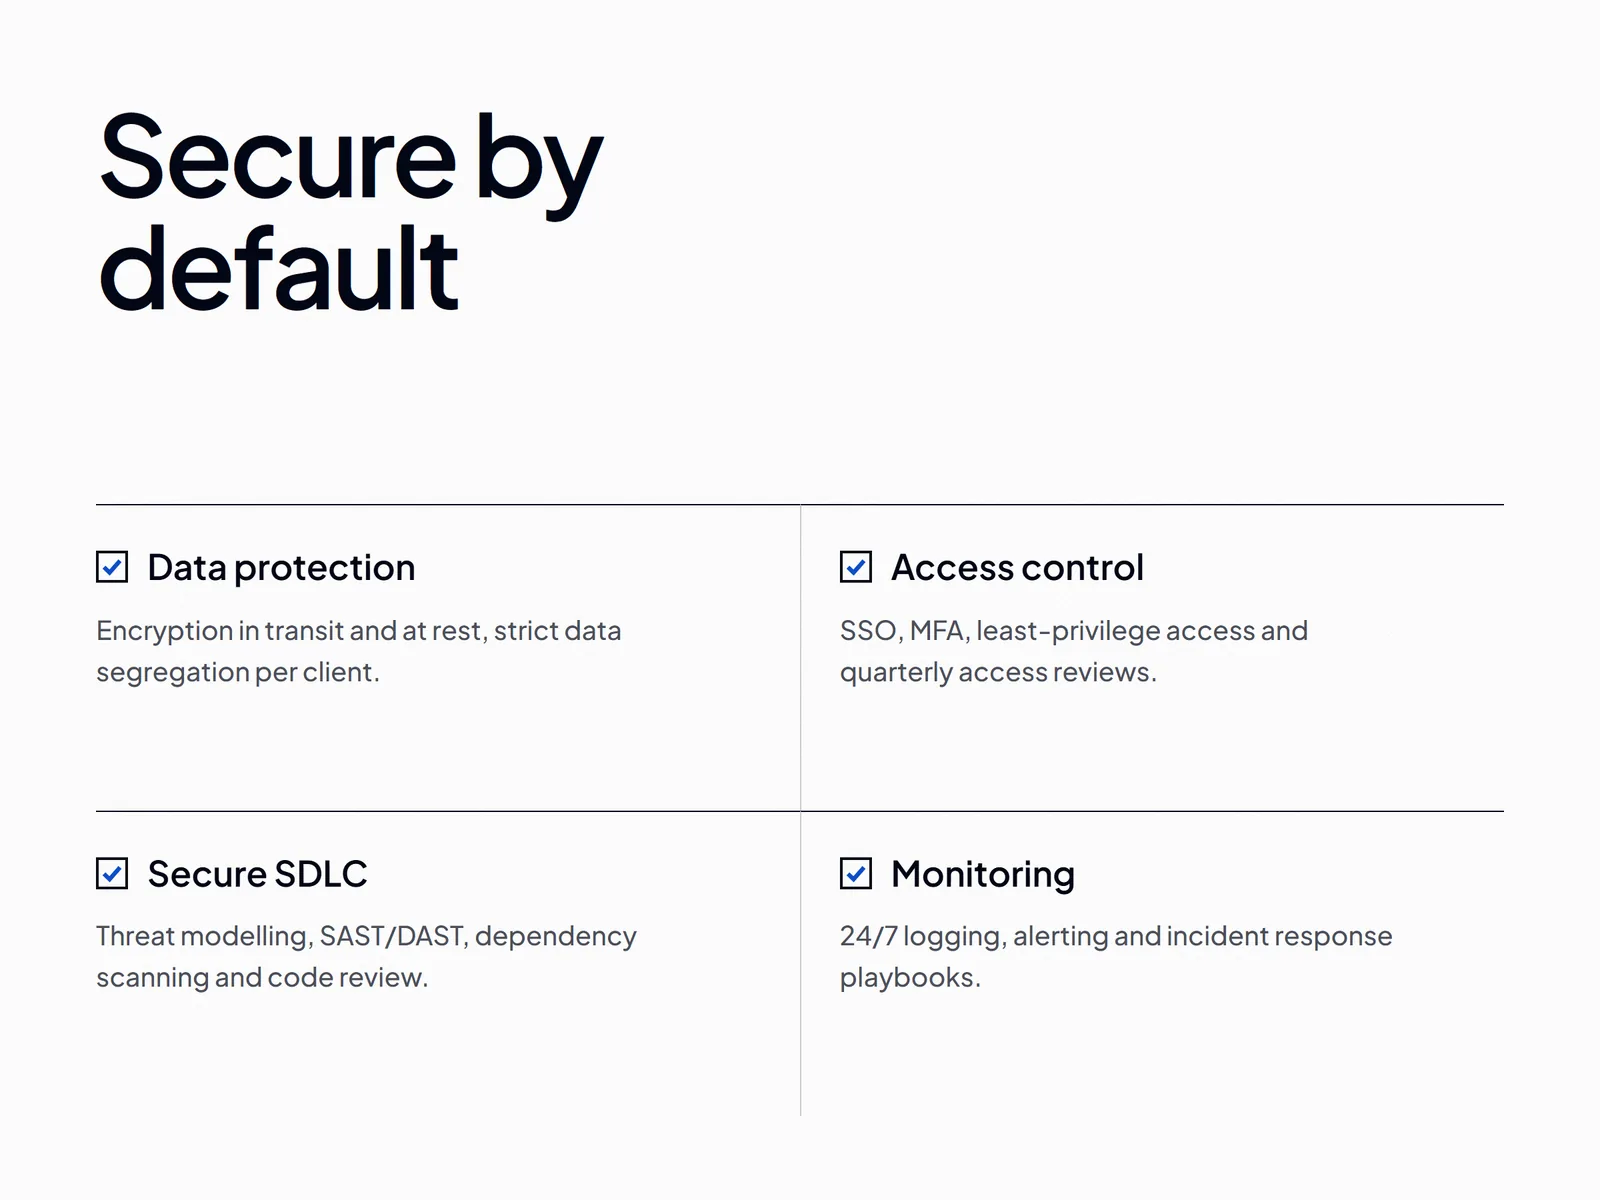 Secure by
default
Data protection
Encryption in transit and at rest, strict data
segregation per client.
Access control
SSO, MFA, least-privilege access and
quarterly access reviews.
Secure SDLC
Threat modelling, SAST/DAST, dependency
scanning and code review.
Monitoring
24/7 logging, alerting and incident response
playbooks.